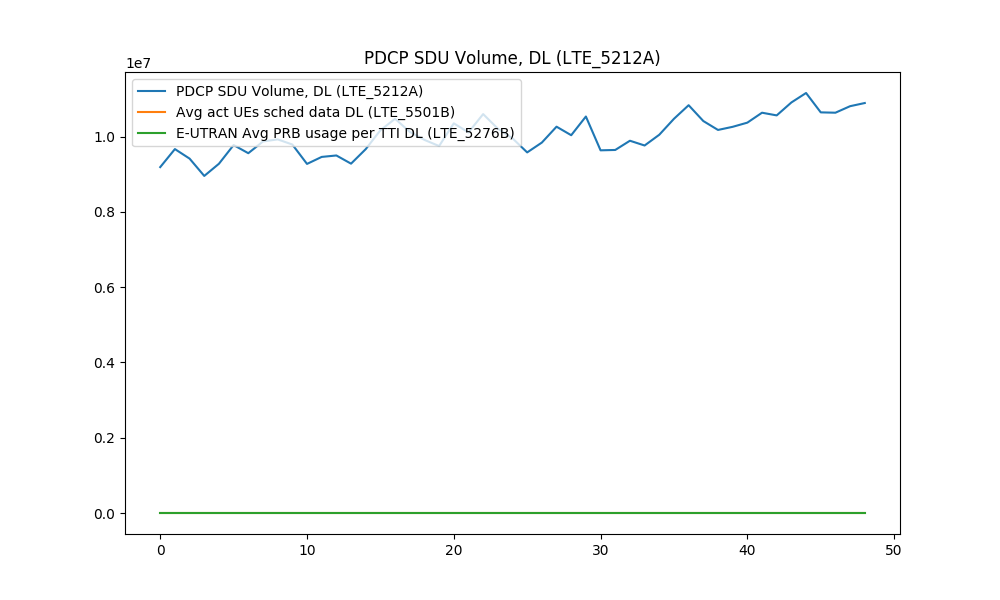 PDCP SDU Volume, DL (LTE_5212A)
1e7
PDCP SDU Volume, DL (LTE_5212A)
Avg act UEs sched data DL (LTE_5501B)
E-UTRAN Avg PRB usage per TTI DL (LTE_5276B)
1.0
0.8
0.6
0.4
0.2
0.0
0 10 20 30 40 50